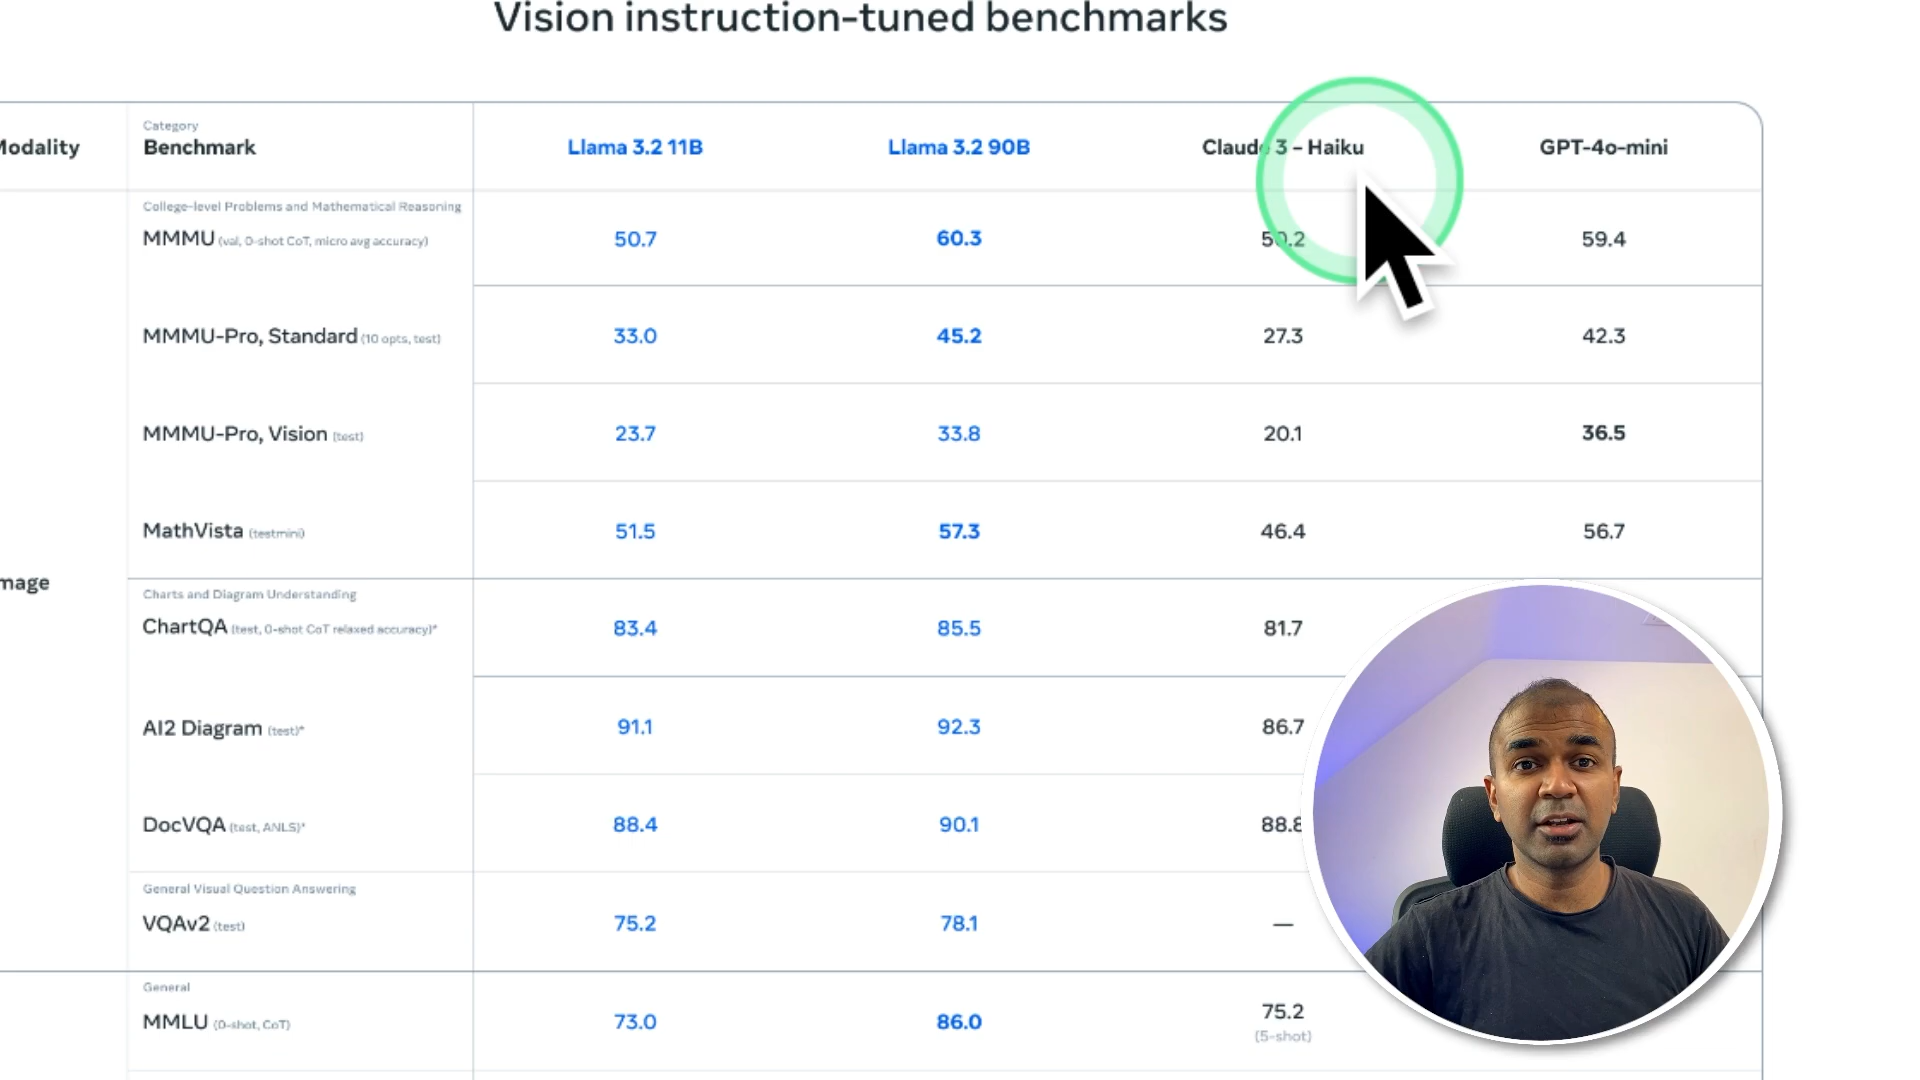 Vision instruction-tuned benchmarks
Modality
Category
Benchmark
Llama 3.2 11B
Llama 3.2 90B
Claude 3 – Haiku
GPT-4o-mini
College-level Problems and Mathematical Reasoning
MMMU (val, 0-shot CoT, micro avg accuracy)
50.7
60.3
50.2
59.4
MMMU-Pro, Standard (10 opts, test)
33.0
45.2
27.3
42.3
MMMU-Pro, Vision (test)
23.7
33.8
20.1
36.5
MathVista (testmini)
51.5
57.3
46.4
56.7
mage
Charts and Diagram Understanding
ChartQA (test, 0-shot CoT relaxed accuracy)*
83.4
85.5
81.7
AI2 Diagram (test)*
91.1
92.3
86.7
DocVQA (test, ANLS)*
88.4
90.1
88.8
General Visual Question Answering
VQAv2 (test)
75.2
78.1
—
General
MMLU (0-shot, CoT)
73.0
86.0
75.2
(5-shot)